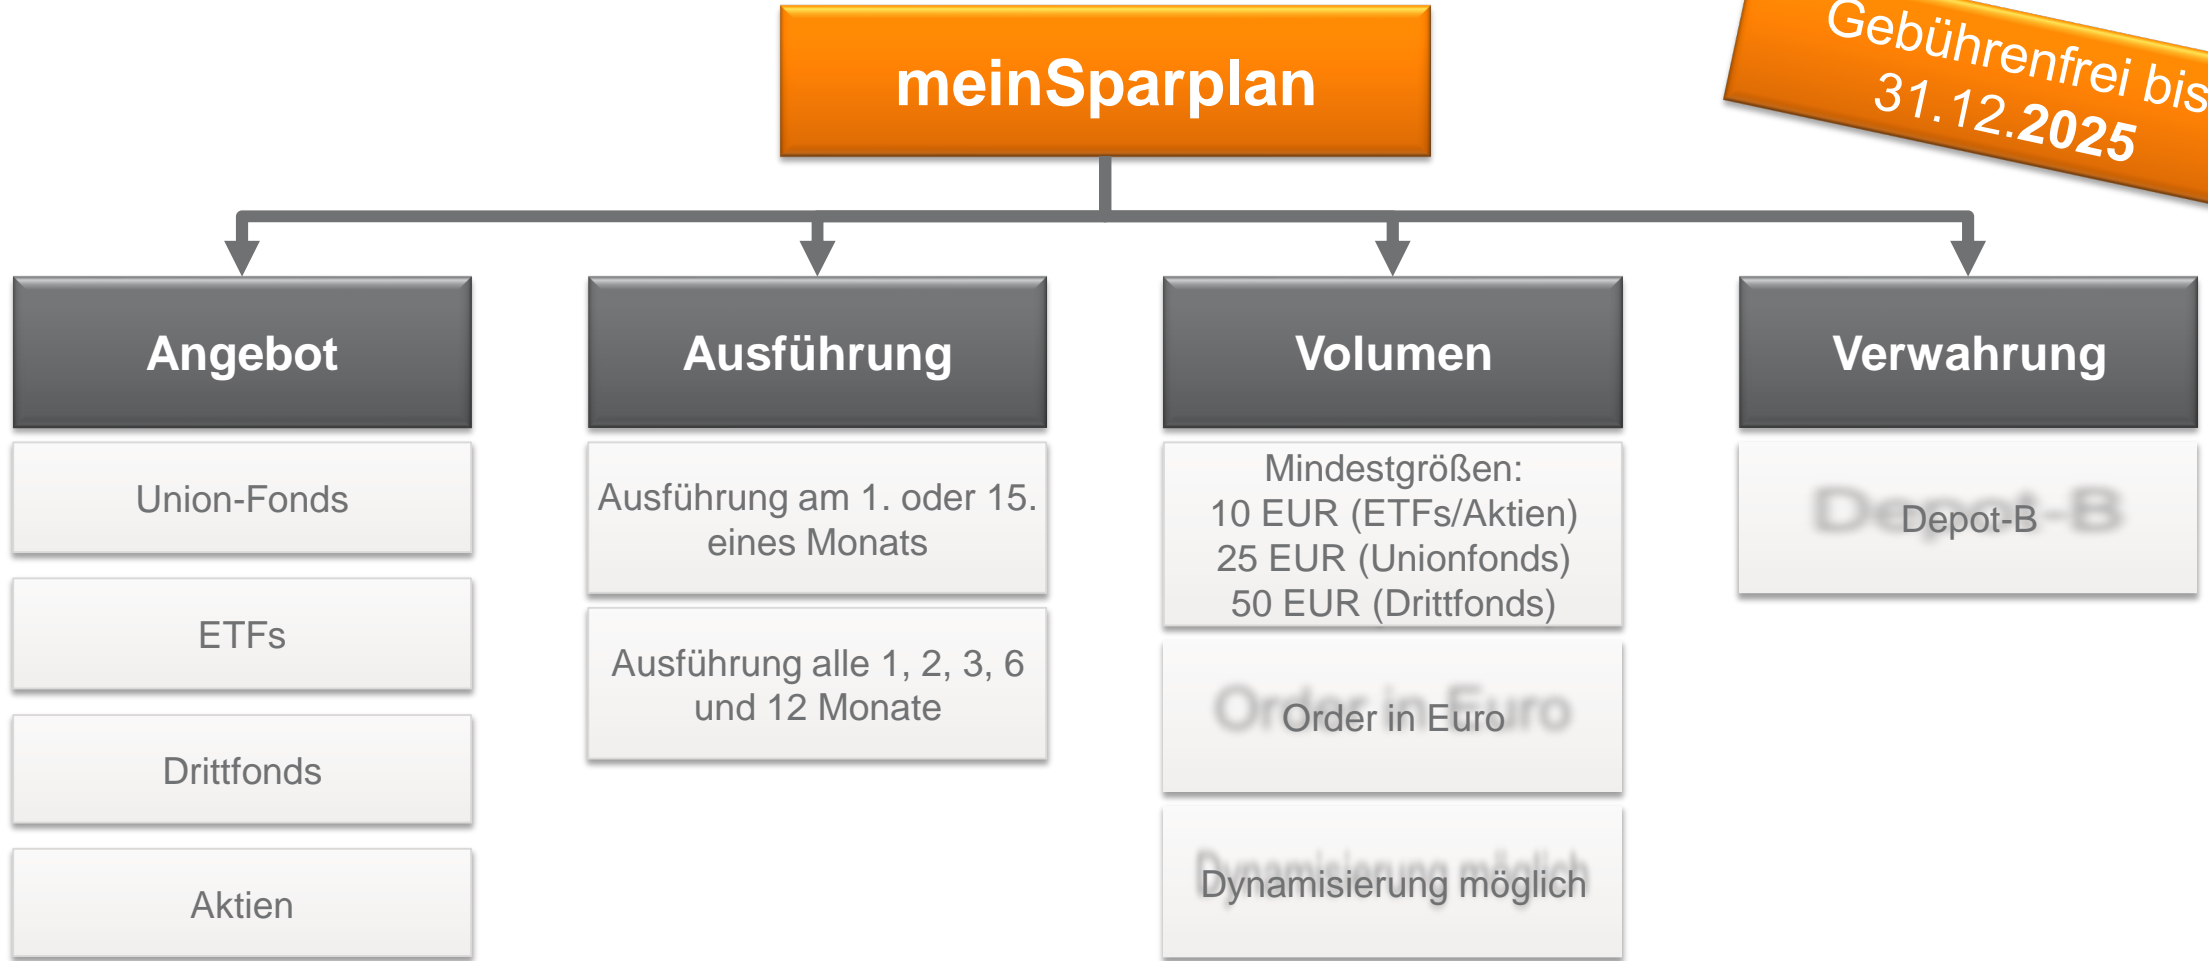 meinSparplan
Gebührenfrei bis
31.12.2025
Angebot
Union-Fonds
ETFs
Drittfonds
Aktien
Ausführung
Ausführung am 1. oder 15.
eines Monats
Ausführung alle 1, 2, 3, 6
und 12 Monate
Volumen
Mindestgrößen:
10 EUR (ETFs/Aktien)
25 EUR (Unionfonds)
50 EUR (Drittfonds)
Order in Euro
Dynamisierung möglich
Verwahrung
Depot-B